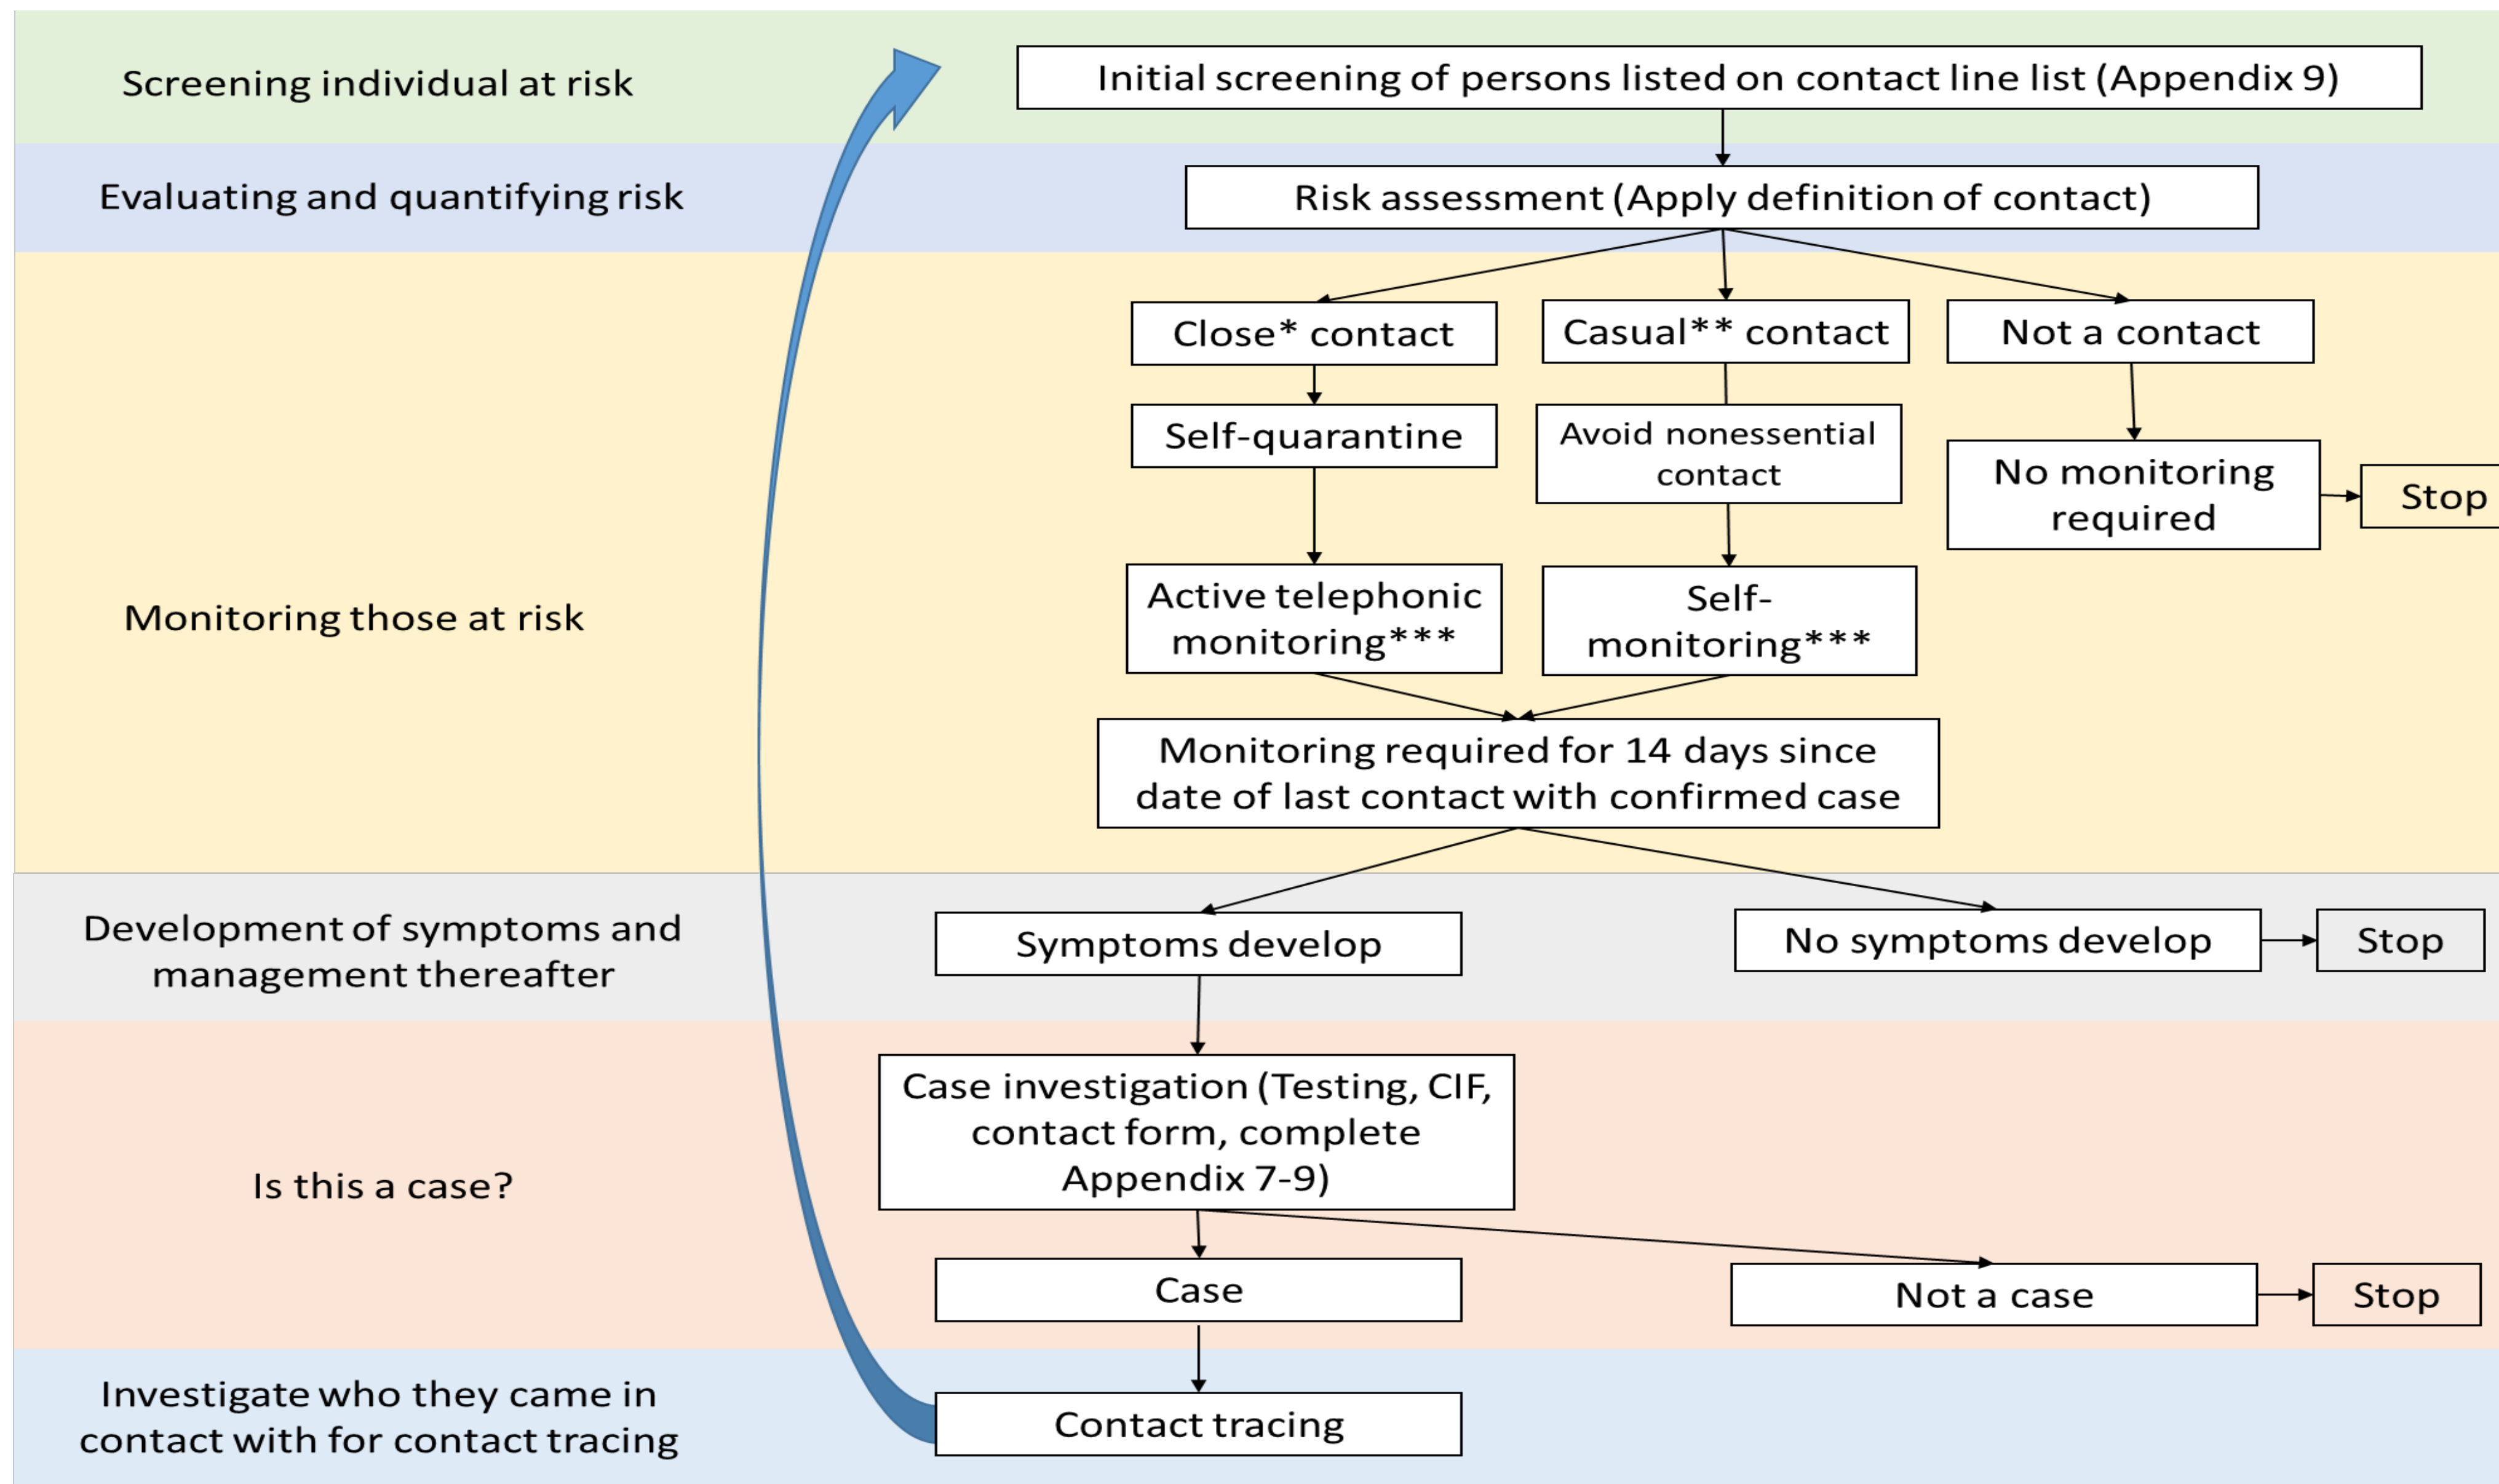 Screening individual at risk
Initial screening of persons listed on contact line list (Appendix 9)
Evaluating and quantifying risk
Risk assessment (Apply definition of contact)
Close* contact
Casual** contact
Not a contact
Self-quarantine
Avoid nonessential
contact
No monitoring
required
Stop
Monitoring those at risk
Active telephonic
monitoring***
Self-
monitoring***
Monitoring required for 14 days since
date of last contact with confirmed case
Development of symptoms and
management thereafter
Symptoms develop
No symptoms develop
Stop
Is this a case?
Case investigation (Testing, CIF,
contact form, complete
Appendix 7-9)
Case
Not a case
Stop
Investigate who they came in
contact with for contact tracing
Contact tracing